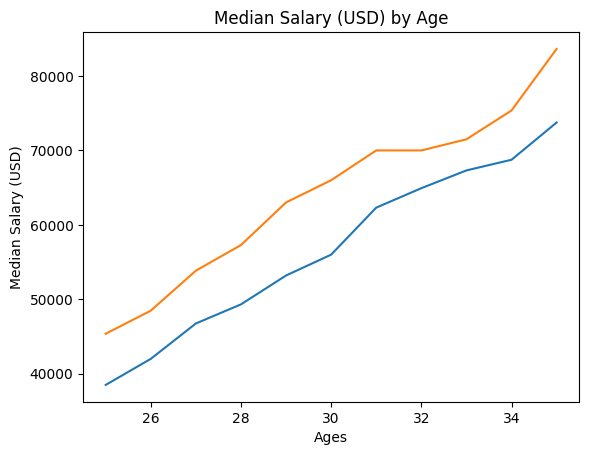 Median Salary (USD) by Age
Median Salary (USD)
80000
70000
60000
50000
40000
26 28 30 32 34
Ages